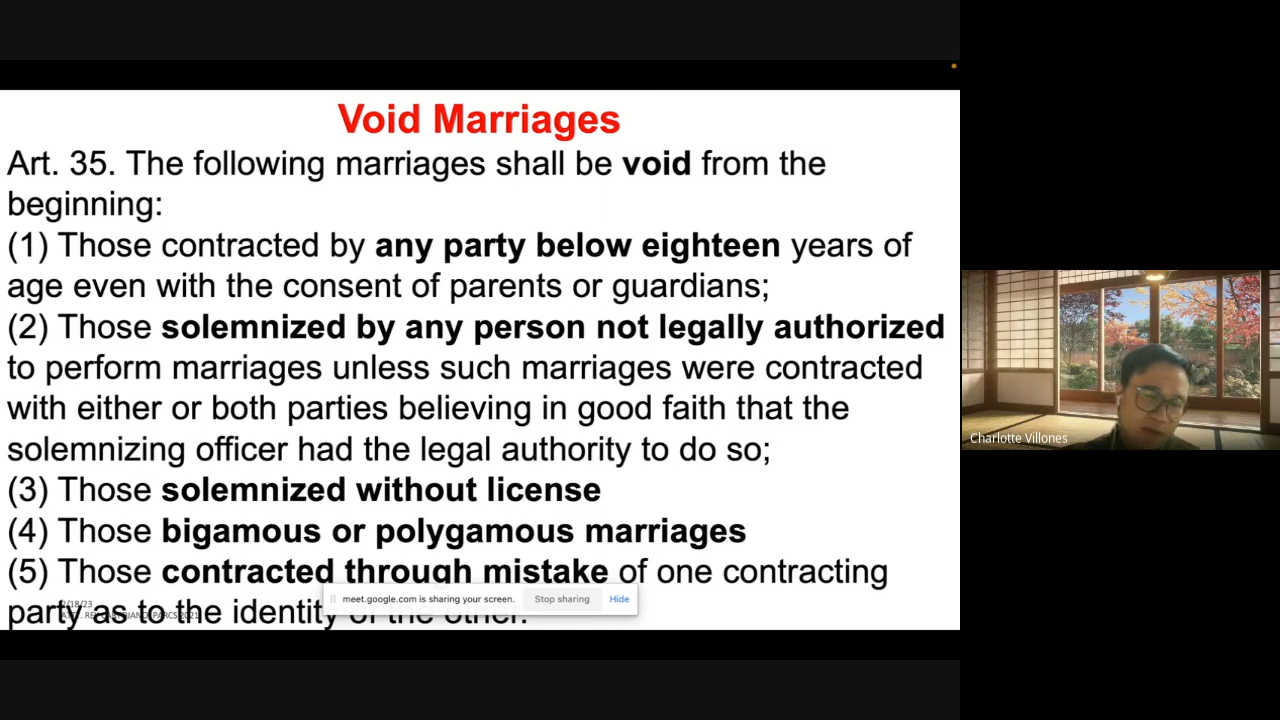 Void Marriages
Art. 35. The following marriages shall be void from the
beginning:
(1) Those contracted by any party below eighteen years of
age even with the consent of parents or guardians;
(2) Those solemnized by any person not legally authorized
to perform marriages unless such marriages were contracted
with either or both parties believing in good faith that the
solemnizing officer had the legal authority to do so;
(3) Those solemnized without license
(4) Those bigamous or polygamous marriages
(5) Those contracted through mistake of one contracting
party as to the identity of the other.
meet.google.com is sharing your screen.
Stop sharing
Hide
Charlotte Villones